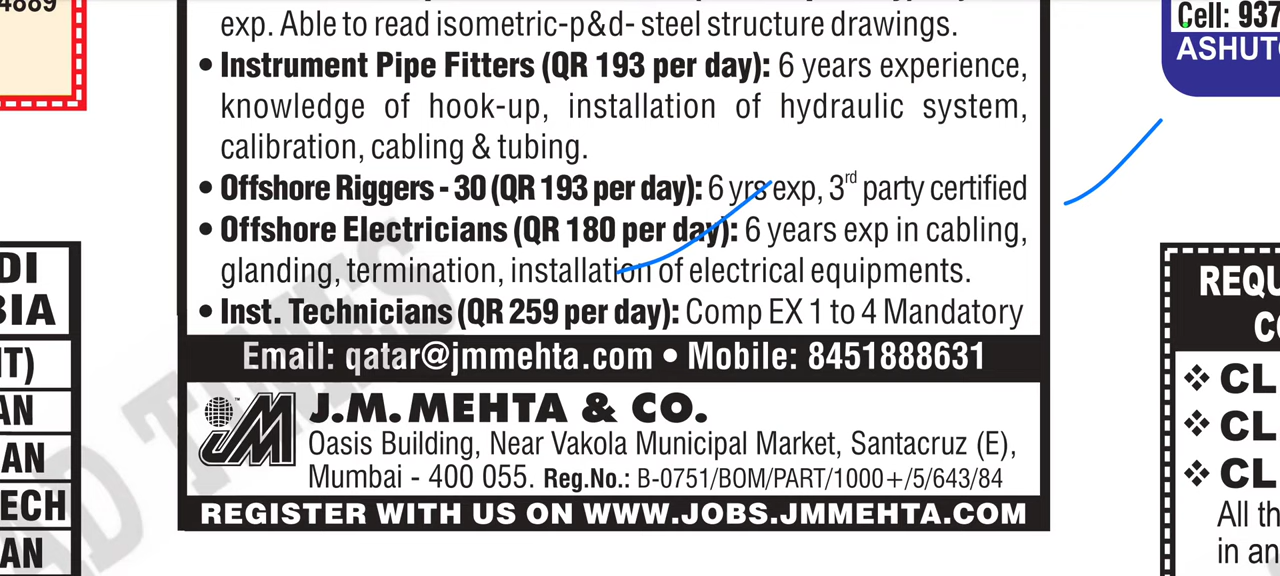 4889
exp. Able to read isometric-p&d- steel structure drawings.
• Instrument Pipe Fitters (QR 193 per day): 6 years experience,
knowledge of hook-up, installation of hydraulic system,
calibration, cabling & tubing.
• Offshore Riggers - 30 (QR 193 per day): 6 yrs exp, 3rd party certified
• Offshore Electricians (QR 180 per day): 6 years exp in cabling,
glanding, termination, installation of electrical equipments.
• Inst. Technicians (QR 259 per day): Comp EX 1 to 4 Mandatory
Email: qatar@jmmehta.com • Mobile: 8451888631
JM ™
J.M. MEHTA & CO.
Oasis Building, Near Vakola Municipal Market, Santacruz (E),
Mumbai - 400 055. Reg.No.: B-0751/BOM/PART/1000+/5/643/84
REGISTER WITH US ON WWW.JOBS.JMMEHTA.COM
DI
BIA
IT)
AN
AN
ECH
AN
Cell: 937
ASHUT
REQU
CO
❖ CL
❖ CL
❖ CL
All th
in an
AD TIMES